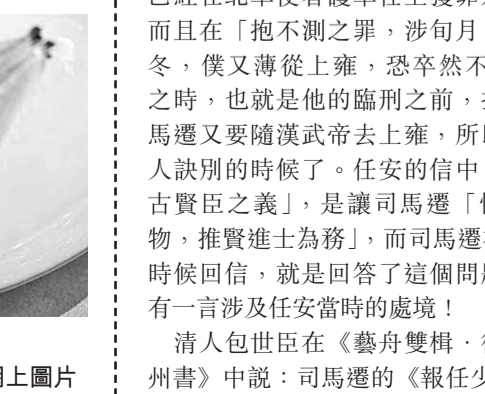 而且在「抱不測之罪，涉旬月
冬，僕又薄從上雍，恐卒然不
之時，也就是他的臨刑之前，
馬遷又要隨漢武帝去上雍，所
人訣別的時候了。任安的信中
古賢臣之義」，是讓司馬遷「
物，推賢進士為務」，而司馬遷
時候回信，就是回答了這個問
有一言涉及任安當時的處境！
清人包世臣在《藝舟雙楫．
州書》中説：司馬遷的《報任少
上圖片